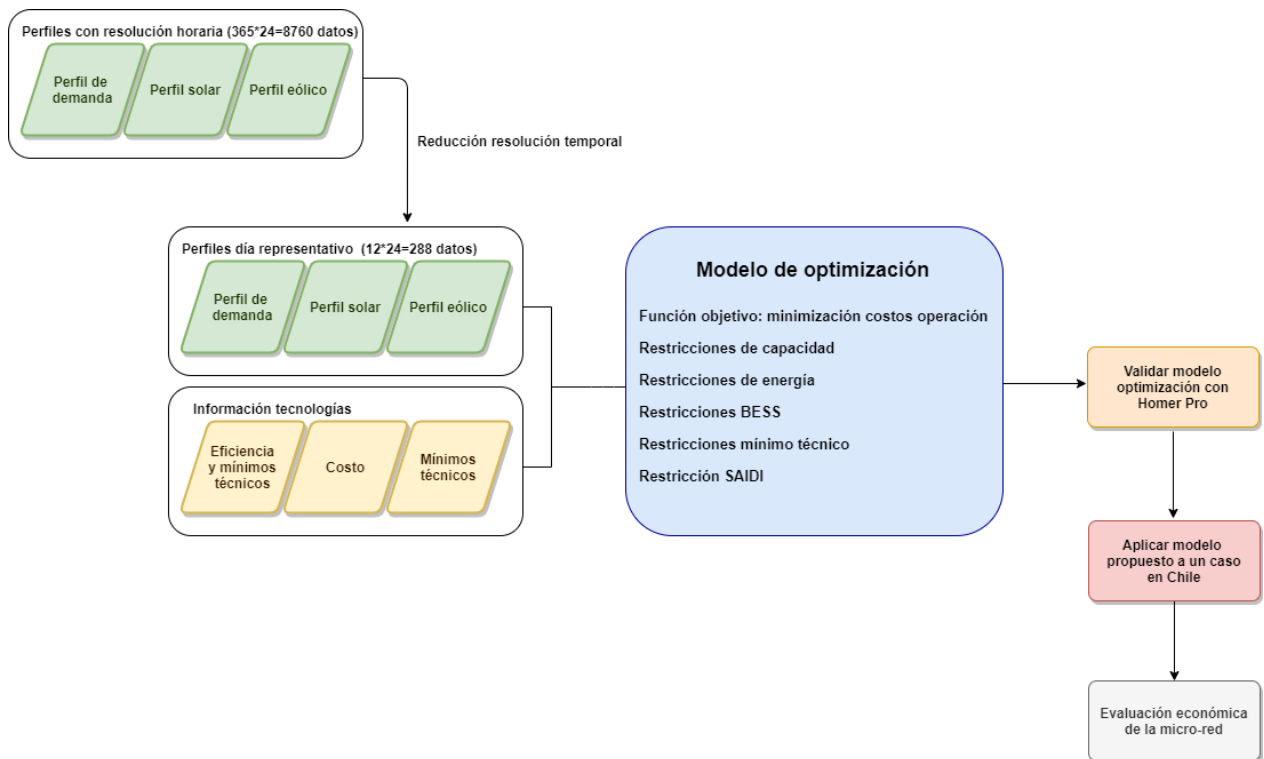 Perfiles con resolución horaria (365*24=8760 datos)
Perfil de
demanda
Perfil solar
Perfil eólico
Reducción resolución temporal
Perfiles día representativo (12*24=288 datos)
Perfil de
demanda
Perfil solar
Perfil eólico
Información tecnologías
Eficiencia
y mínimos
técnicos
Costo
Mínimos
técnicos
Modelo de optimización
Función objetivo: minimización costos operación
Restricciones de capacidad
Restricciones de energía
Restricciones BESS
Restricciones mínimo técnico
Restricción SAIDI
Validar modelo
optimización con
Homer Pro
Aplicar modelo
propuesto a un caso
en Chile
Evaluación económica
de la micro-red